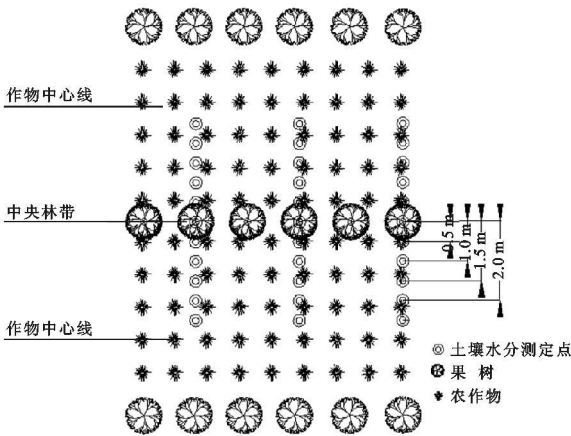 作物中心线
中央林带
作物中心线
0.5 m
1.0 m
1.5 m
2.0 m
土壤水分测定点
果 树
农作物